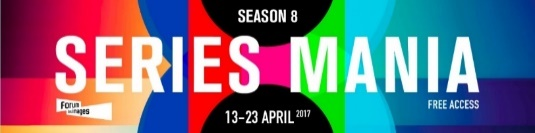 SEASON 8
SERIES MANIA
Forum
des images
13-23 APRIL 2017
FREE ACCESS